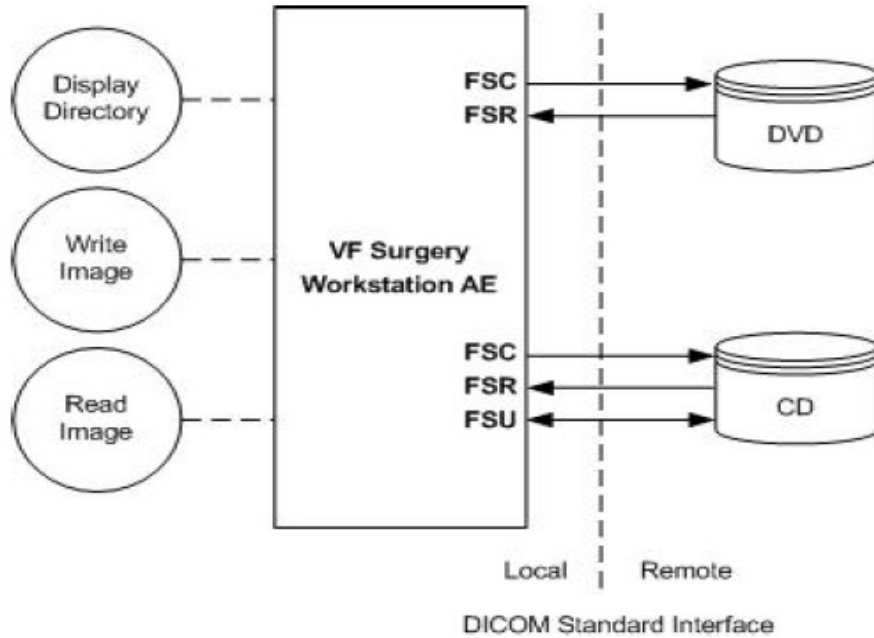 Display
Directory
Write
Image
Read
Image
VF Surgery
Workstation AE
FSC
FSR
FSC
FSR
FSU
DVD
CD
Local
Remote
DICOM Standard Interface